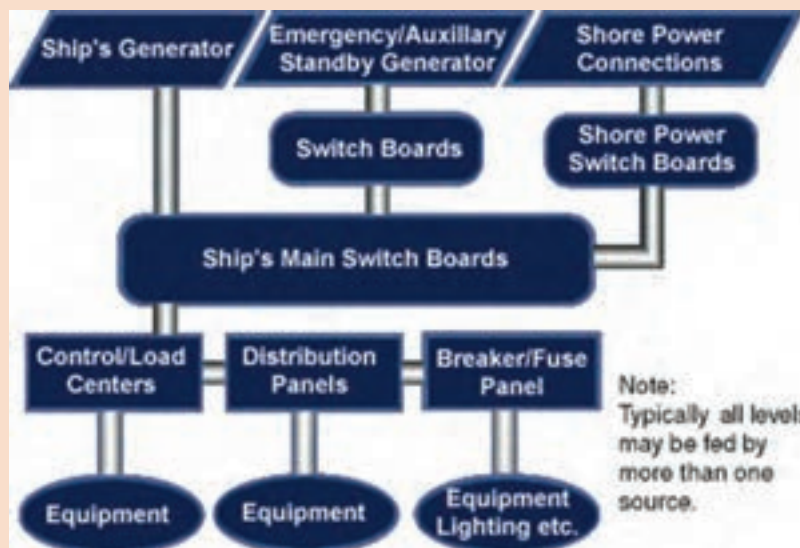 Ship's Generator
Emergency/Auxillary
Standby Generator
Shore Power
Connections
Switch Boards
Shore Power
Switch Boards
Ship's Main Switch Boards
Control/Load
Centers
Distribution
Panels
Breaker/Fuse
Panel
Note:
Typically all levels
may be fed by
more than one
source.
Equipment
Equipment
Equipment
Lighting etc.